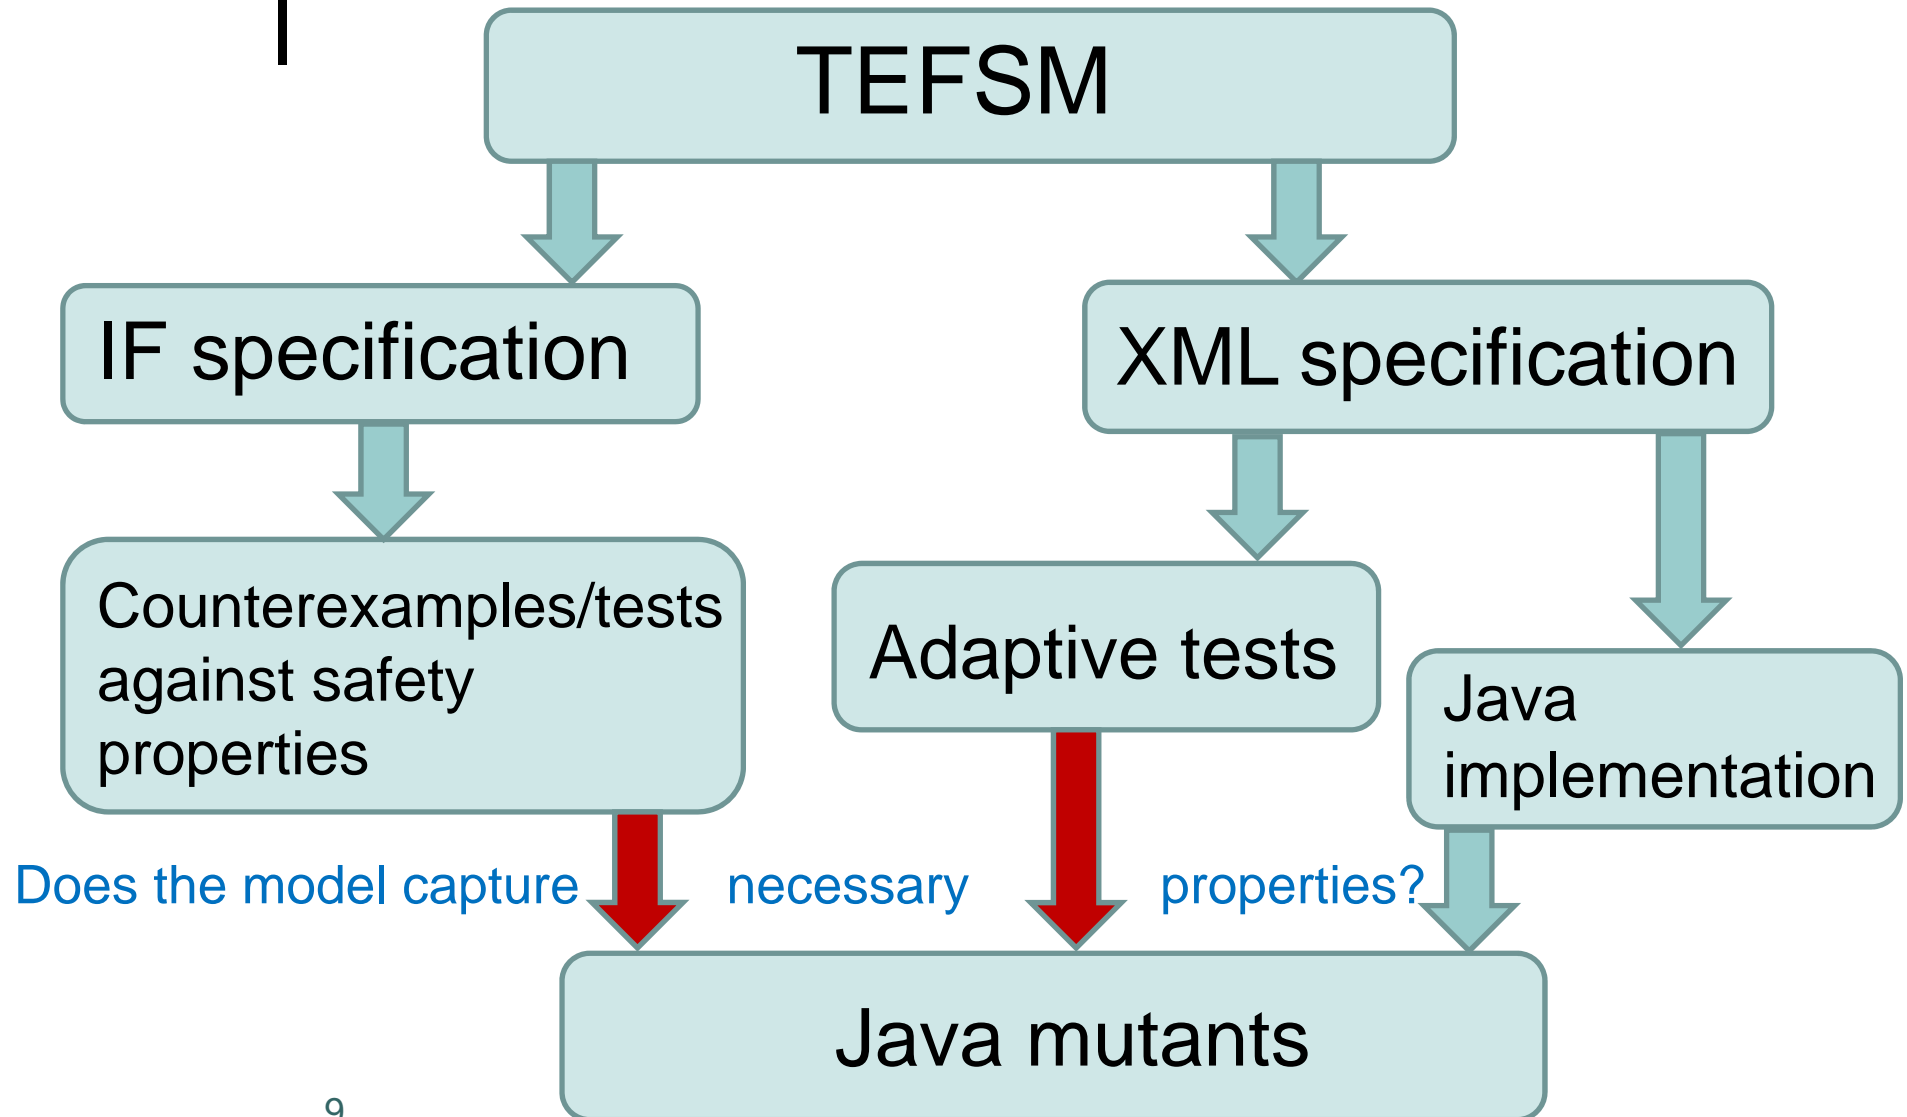 TEFSM
IF specification
XML specification
Counterexamples/tests
against safety
properties
Adaptive tests
Java
implementation
Does the model capture necessary properties?
Java mutants
9